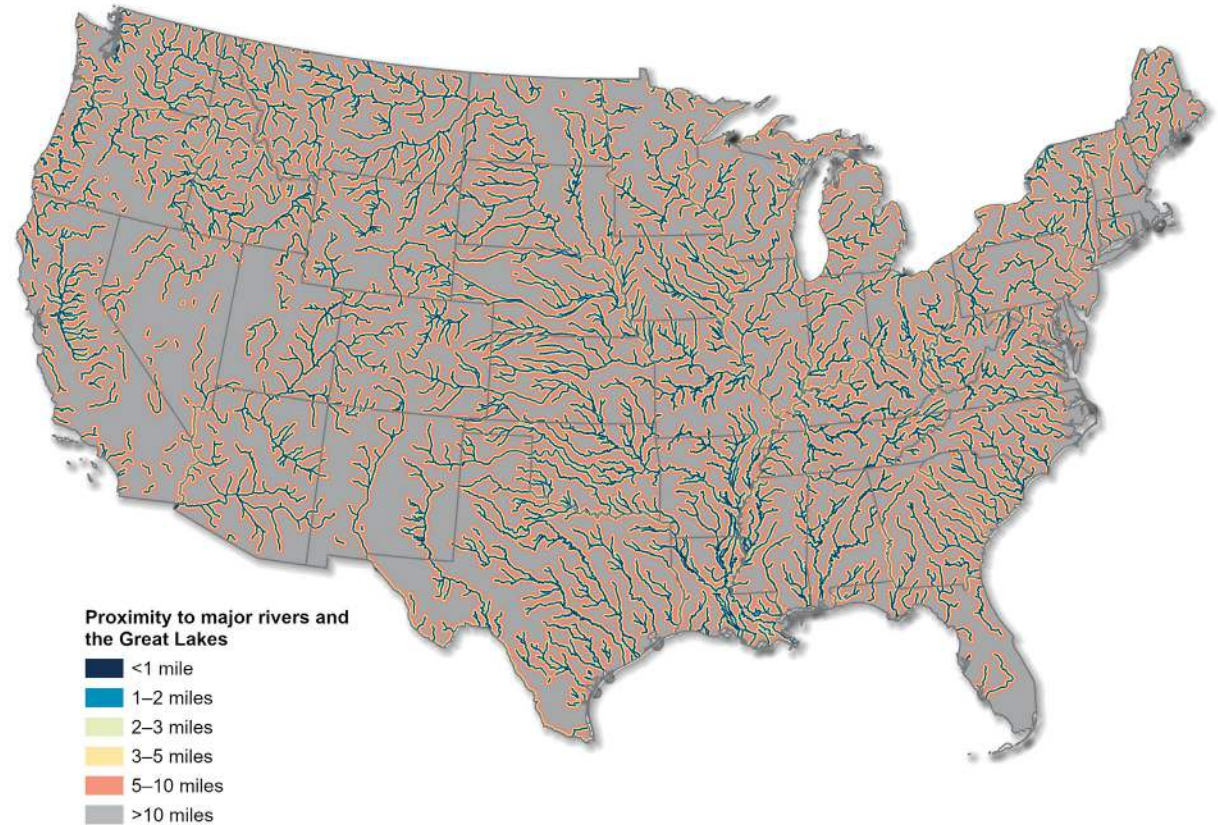 Proximity to major rivers and
the Great Lakes
<1 mile
1–2 miles
2–3 miles
3–5 miles
5–10 miles
>10 miles